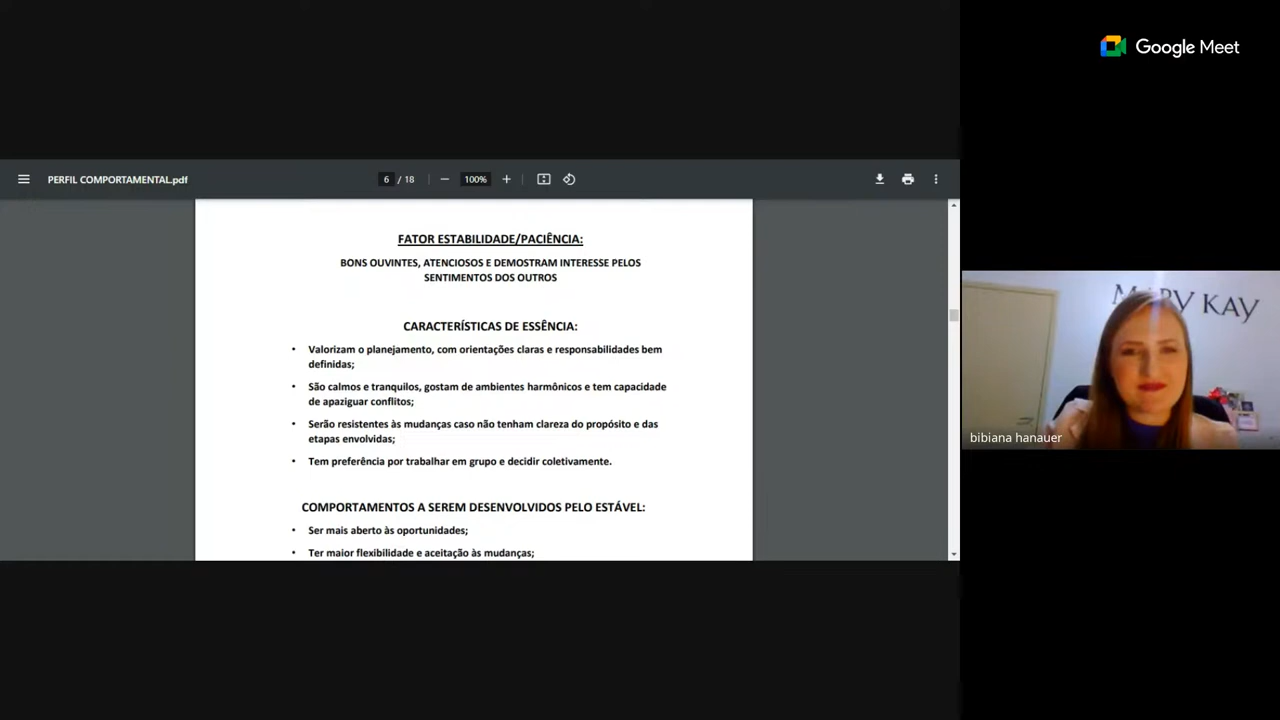 Google Meet
PERFIL COMPORTAMENTAL.pdf
6 / 18
100%
FATOR ESTABILIDADE/PACIÊNCIA:
BONS OUVINTES, ATENCIOSOS E DEMOSTRAM INTERESSE PELOS
SENTIMENTOS DOS OUTROS
CARACTERÍSTICAS DE ESSÊNCIA:
• Valorizam o planejamento, com orientações claras e responsabilidades bem
definidas;
• São calmos e tranquilos, gostam de ambientes harmônicos e tem capacidade
de apaziguar conflitos;
• Serão resistentes às mudanças caso não tenham clareza do propósito e das
etapas envolvidas;
• Tem preferência por trabalhar em grupo e decidir coletivamente.
COMPORTAMENTOS A SEREM DESENVOLVIDOS PELO ESTÁVEL:
• Ser mais aberto às oportunidades;
• Ter maior flexibilidade e aceitação às mudanças;
MARY KAY
bibiana hanauer